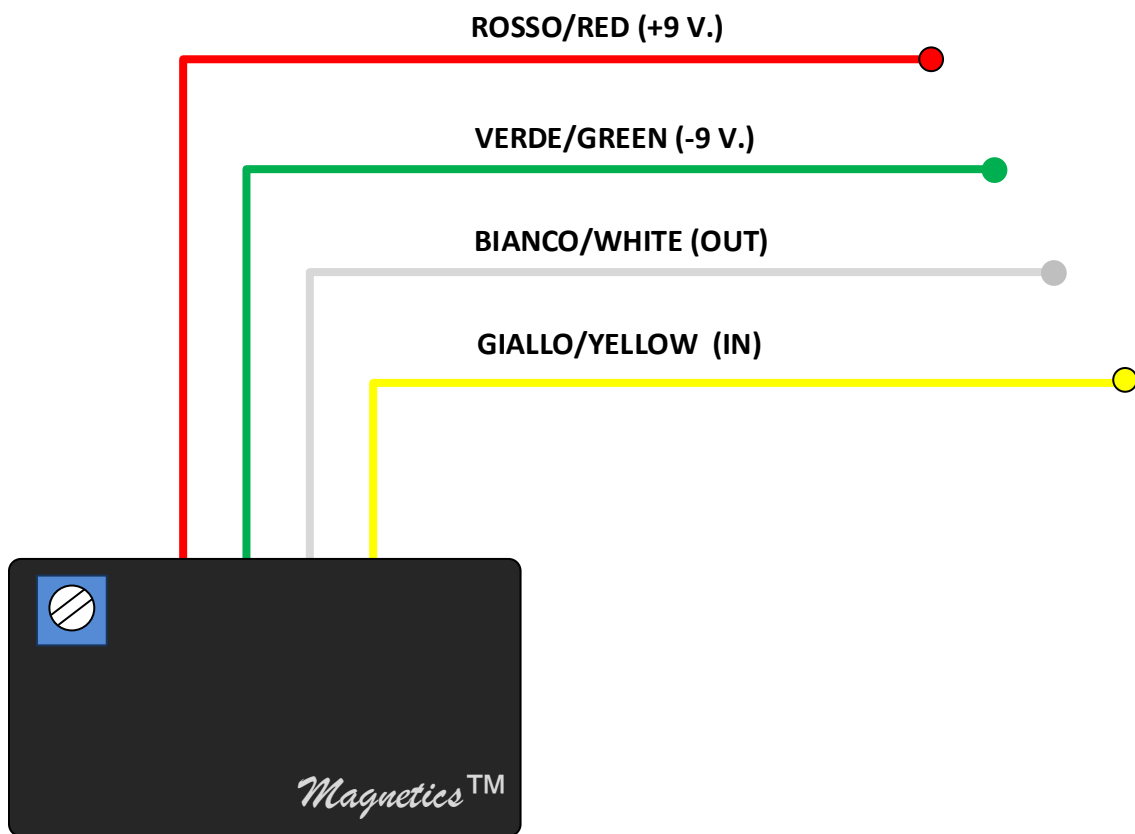 ROSSO/RED (+9 V.)
VERDE/GREEN (-9 V.)
BIANCO/WHITE (OUT)
GIALLO/YELLOW  (IN)
Magnetics™